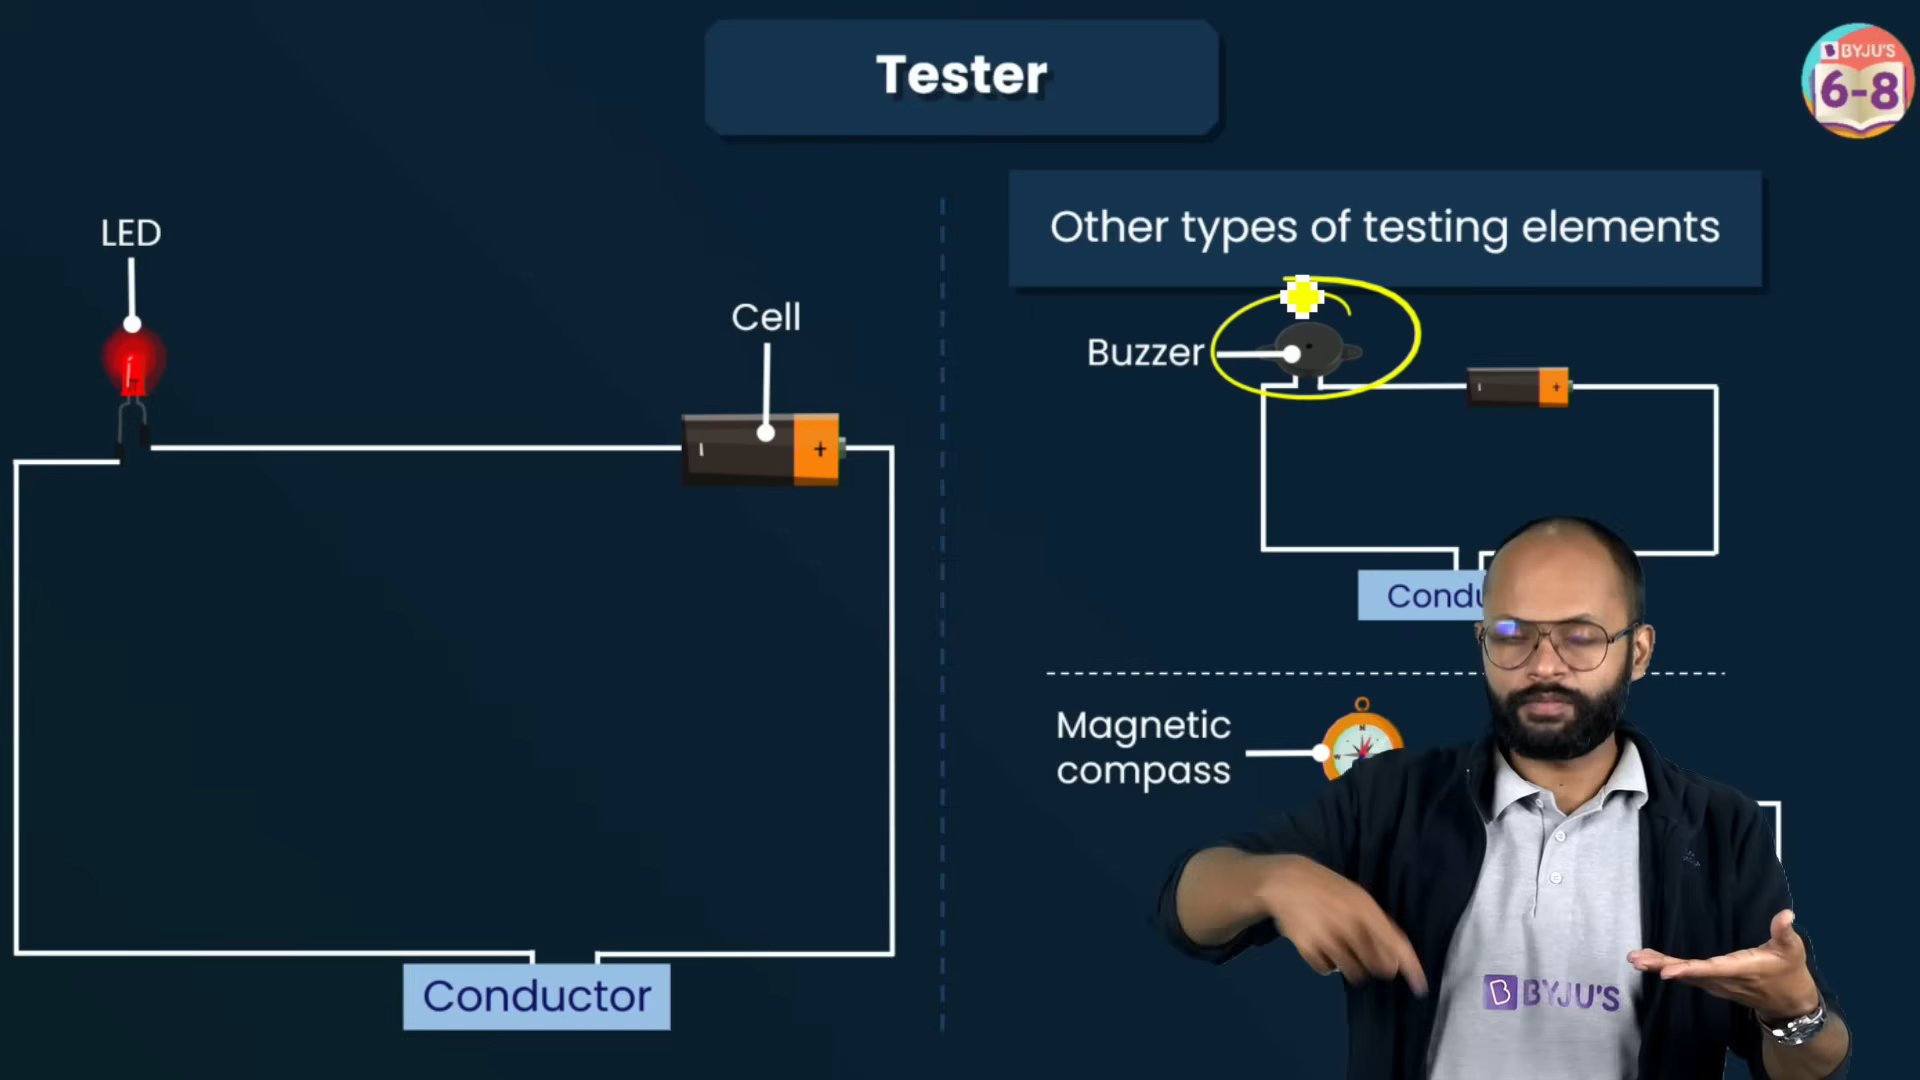 Tester
BYJU'S
6-8
LED
Cell
+
Conductor
Other types of testing elements
Buzzer
+
Magnetic
compass
BYJU'S